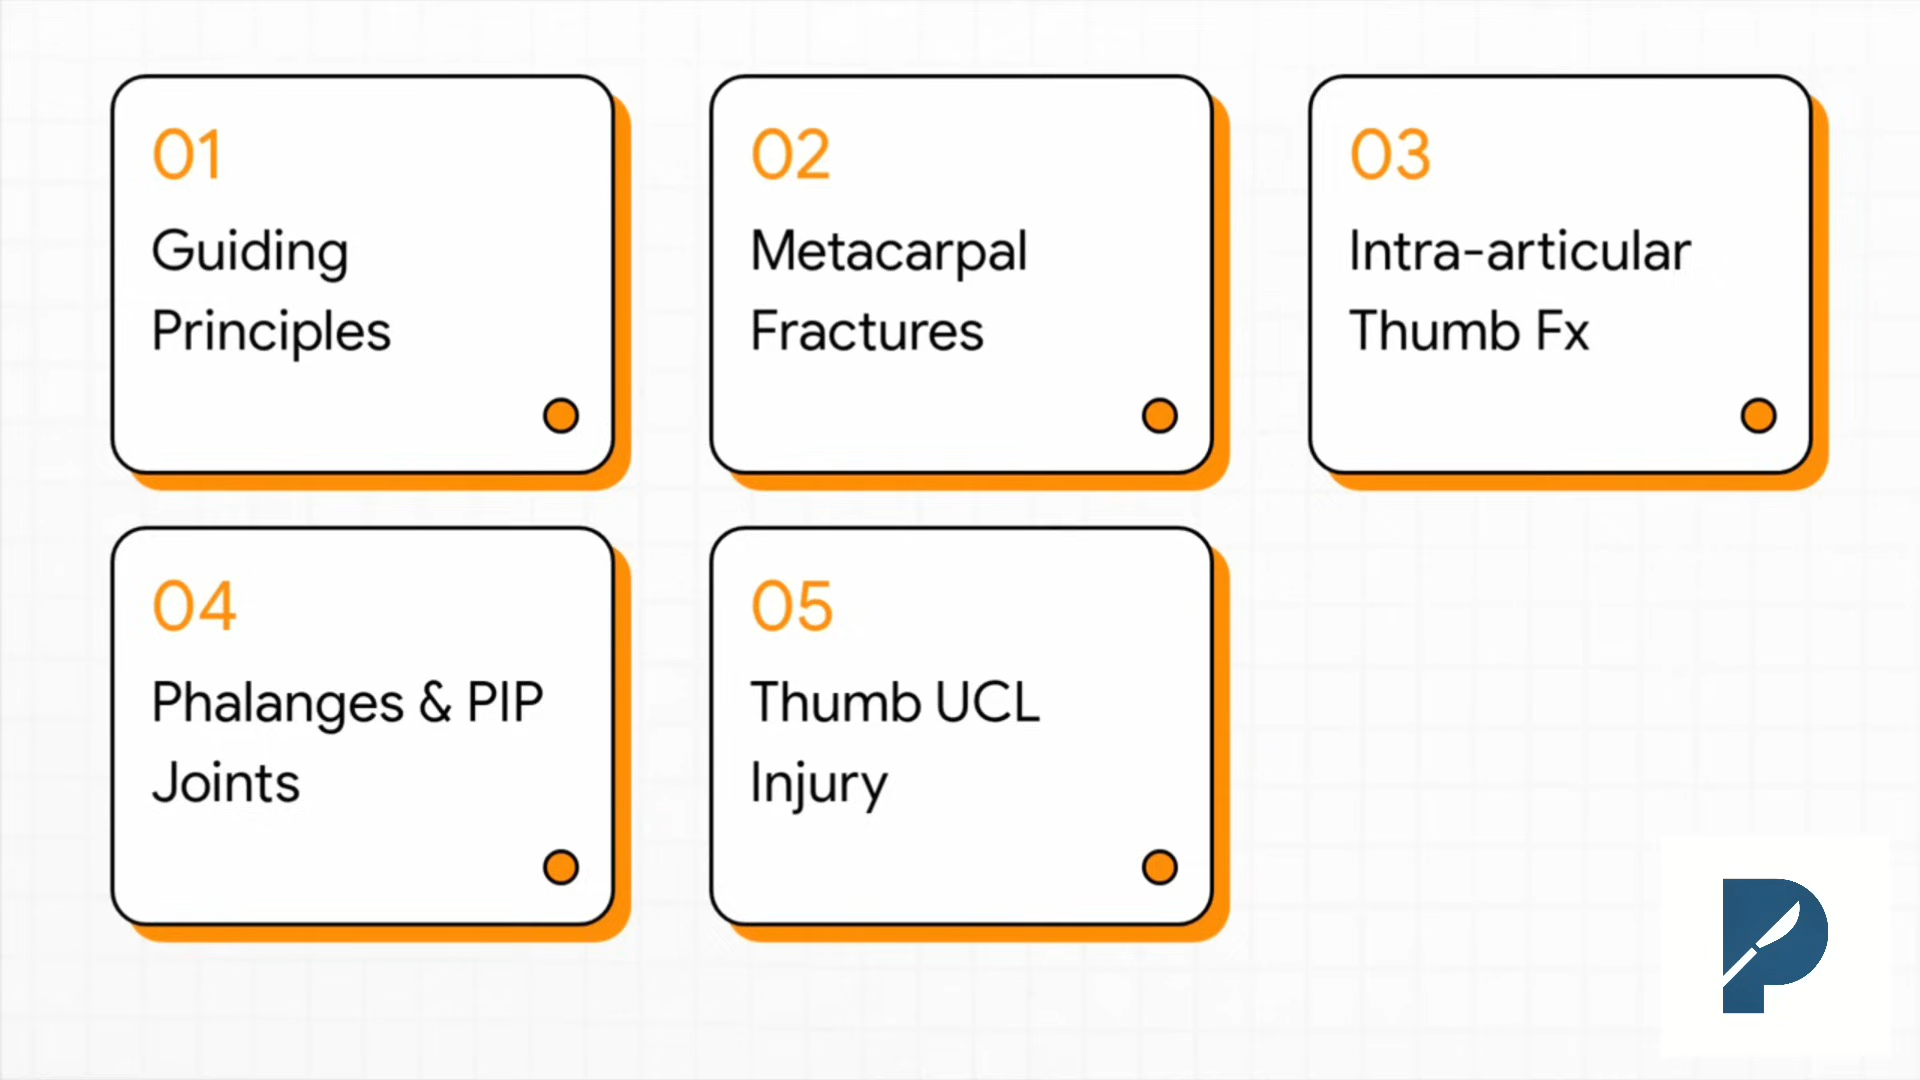 01
Guiding
Principles
02
Metacarpal
Fractures
03
Intra-articular
Thumb Fx
04
Phalanges & PIP
Joints
05
Thumb UCL
Injury
P